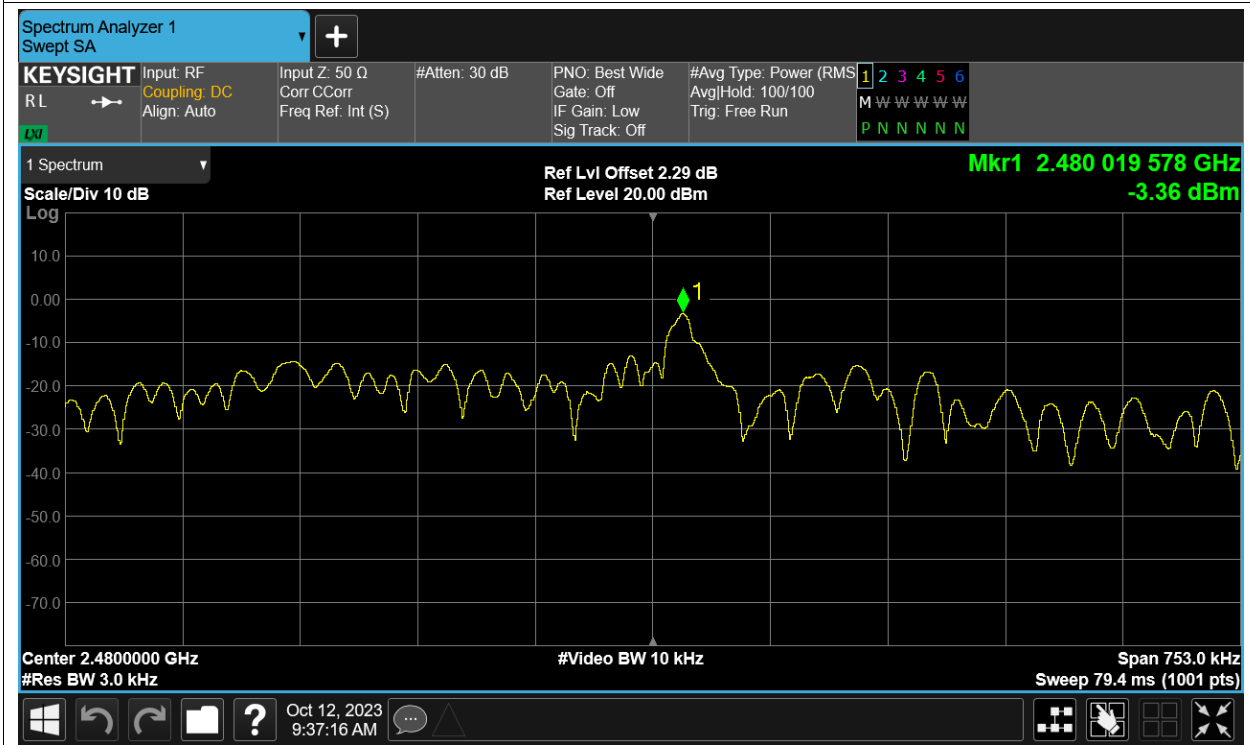 Spectrum Analyzer 1
Swept SA
KEYSIGHT
RL
LXI
Input: RF
Coupling: DC
Align: Auto
Input Z: 50 Ω
Corr CCorr
Freq Ref: Int (S)
#Atten: 30 dB
PNO: Best Wide
Gate: Off
IF Gain: Low
Sig Track: Off
#Avg Type: Power (RMS
Avg|Hold: 100/100
Trig: Free Run
1 2 3 4 5 6
M W W W W W
P N N N N N
1 Spectrum
Scale/Div 10 dB
Log
Ref Lvl Offset 2.29 dB
Ref Level 20.00 dBm
Mkr1 2.480 019 578 GHz
-3.36 dBm
1
10.0
0.00
-10.0
-20.0
-30.0
-40.0
-50.0
-60.0
-70.0
Center 2.4800000 GHz
#Res BW 3.0 kHz
#Video BW 10 kHz
Span 753.0 kHz
Sweep 79.4 ms (1001 pts)
?
Oct 12, 2023
9:37:16 AM